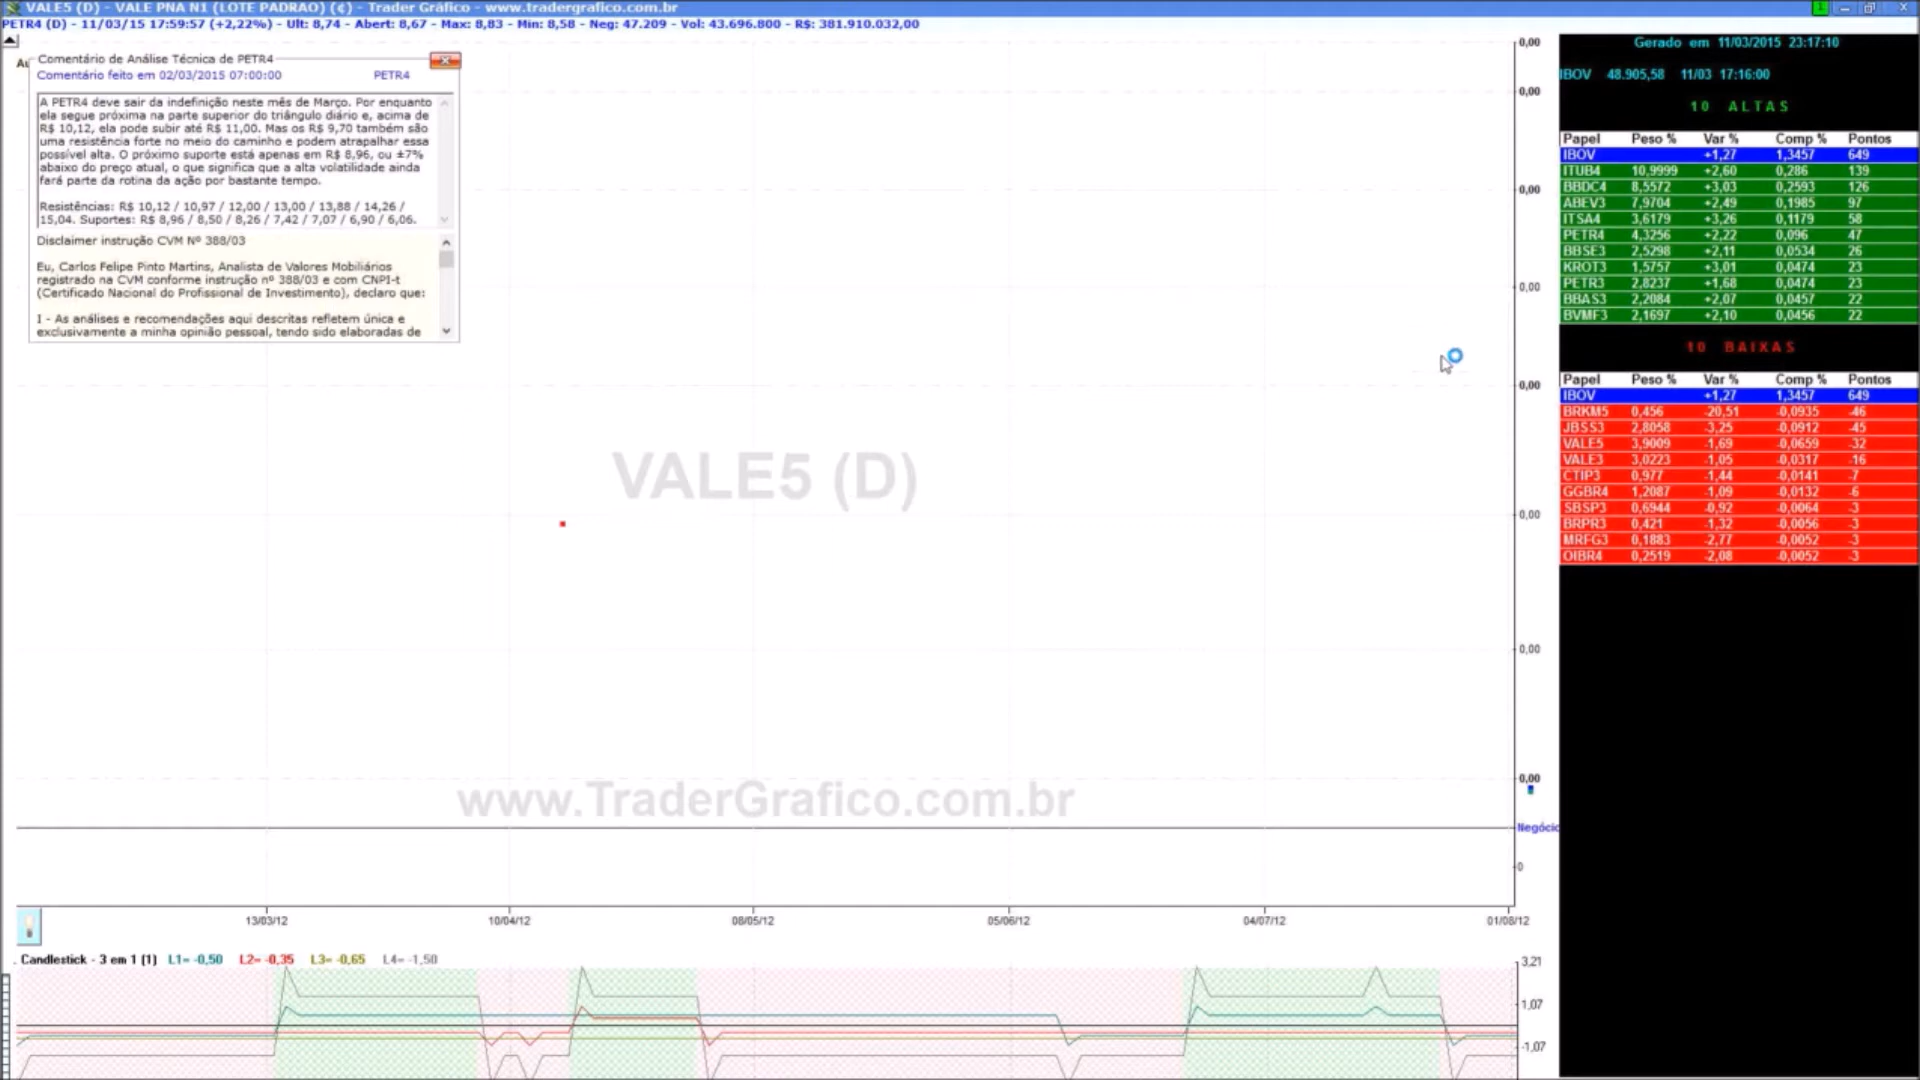 VALE5 (D) - VALE PNA N1 (LOTE PADRAO) (¢) - Trader Gráfico - www.tradergrafico.com.br
PETR4 (D) - 11/03/15 17:59:57 (+2,22%) - Ult: 8,74 - Abert: 8,67 - Max: 8,83 - Min: 8,58 - Neg: 47.209 - Vol: 43.696.800 - R$: 381.910.032,00
Comentário de Análise Técnica de PETR4
Comentário feito em 02/03/2015 07:00:00 PETR4
A PETR4 deve sair da indefinição neste mês de Março. Por enquanto
ela segue próxima na parte superior do triângulo diário e, acima de
R$ 10,12, ela pode subir até R$ 11,00. Mas os R$ 9,70 também são
uma resistência forte no meio do caminho e podem atrapalhar essa
possível alta. O próximo suporte está apenas em R$ 8,96, ou ±7%
abaixo do preço atual, o que significa que a alta volatilidade ainda
fará parte da rotina da ação por bastante tempo.
Resistências: R$ 10,12 / 10,97 / 12,00 / 13,00 / 13,88 / 14,26 /
15,04. Suportes: R$ 8,96 / 8,50 / 8,26 / 7,42 / 7,07 / 6,90 / 6,06.
Disclaimer instrução CVM Nº 388/03
Eu, Carlos Felipe Pinto Martins, Analista de Valores Mobiliários
registrado na CVM conforme instrução nº 388/03 e com CNPI-t
(Certificado Nacional do Profissional de Investimento), declaro que:
I - As análises e recomendações aqui descritas refletem única e
exclusivamente a minha opinião pessoal, tendo sido elaboradas de
VALE5 (D)
www.TraderGrafico.com.br
0,00
0,00
0,00
0,00
0,00
0,00
0,00
0,00
Negócio
0
13/03/12 10/04/12 08/05/12 05/06/12 04/07/12 01/08/12
Candlestick - 3 em 1 (1) L1= -0,50 L2= -0,35 L3= -0,65 L4= -1,50
3,21
1,07
-1,07
Gerado em 11/03/2015 23:17:10
IBOV 48.905,58 11/03 17:16:00
10 ALTAS
Papel Peso % Var % Comp % Pontos
IBOV +1,27 1,3457 649
ITUB4 10,9999 +2,60 0,286 139
BBDC4 8,5572 +3,03 0,2593 126
ABEV3 7,9704 +2,49 0,1985 97
ITSA4 3,6179 +3,26 0,1179 58
PETR4 4,3256 +2,22 0,096 47
BBSE3 2,5298 +2,11 0,0534 26
KROT3 1,5757 +3,01 0,0474 23
PETR3 2,8237 +1,68 0,0474 23
BBAS3 2,2084 +2,07 0,0457 22
BVMF3 2,1697 +2,10 0,0456 22
10 BAIXAS
Papel Peso % Var % Comp % Pontos
IBOV +1,27 1,3457 649
BRKM5 0,456 -20,51 -0,0935 -46
JBSS3 2,8058 -3,25 -0,0912 -45
VALE5 3,9009 -1,69 -0,0659 -32
VALE3 3,0223 -1,05 -0,0317 -16
CTIP3 0,977 -1,44 -0,0141 -7
GGBR4 1,2087 -1,09 -0,0132 -6
SBSP3 0,6944 -0,92 -0,0064 -3
BRPR3 0,421 -1,32 -0,0056 -3
MRFG3 0,1883 -2,77 -0,0052 -3
OIBR4 0,2519 -2,08 -0,0052 -3